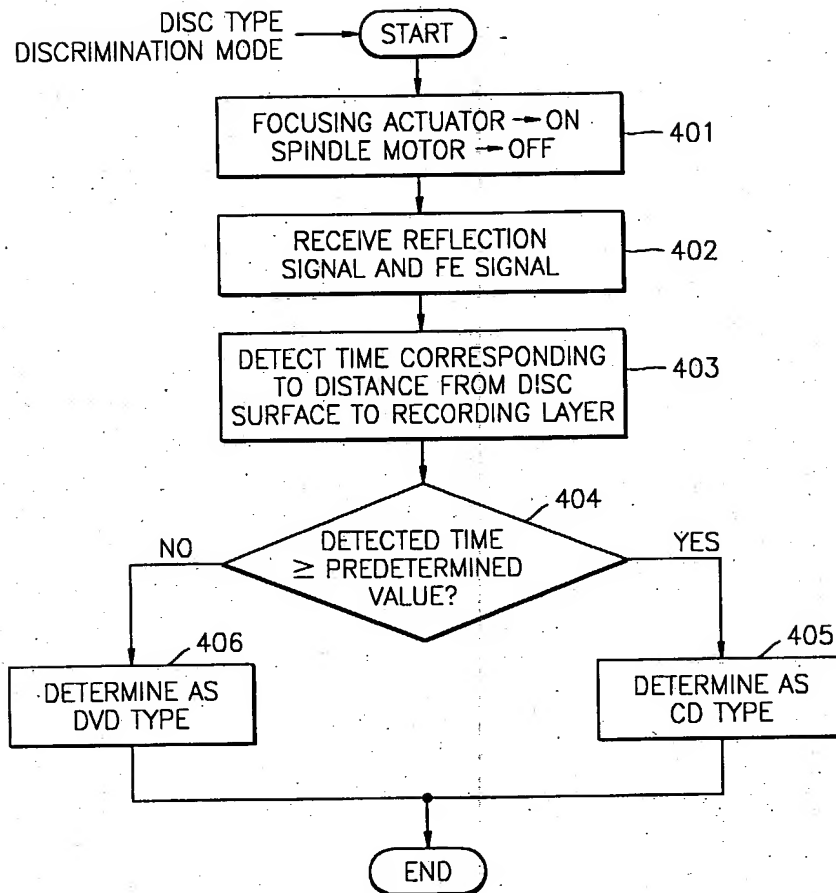 DISC TYPE
DISCRIMINATION MODE
START
FOCUSING ACTUATOR → ON
SPINDLE MOTOR → OFF
401
RECEIVE REFLECTION
SIGNAL AND FE SIGNAL
402
DETECT TIME CORRESPONDING
TO DISTANCE FROM DISC
SURFACE TO RECORDING LAYER
403
404
DETECTED TIME
≥ PREDETERMINED
VALUE?
NO
YES
406
DETERMINE AS
DVD TYPE
405
DETERMINE AS
CD TYPE
END